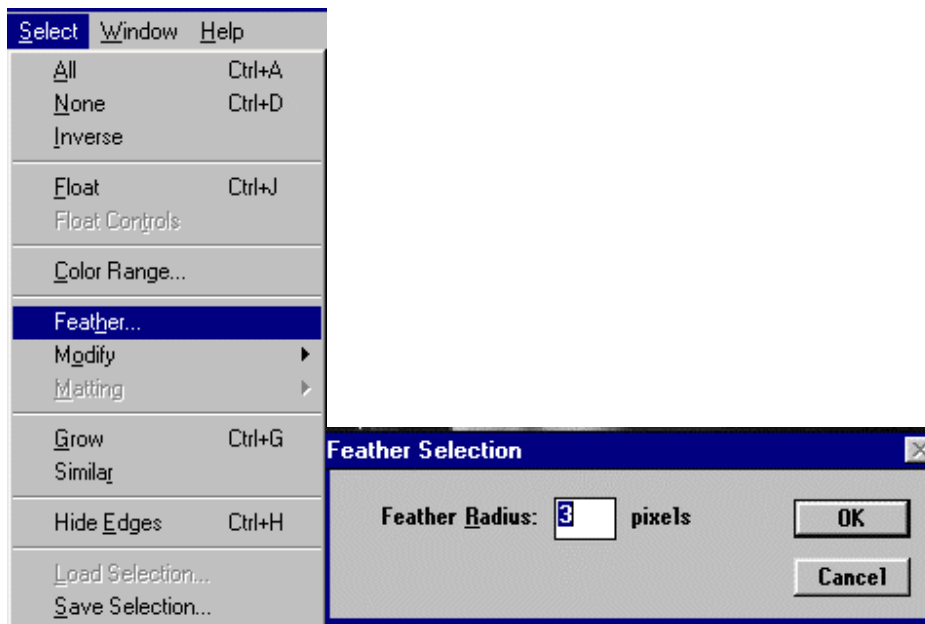 Select Window Help
All Ctrl+A
None Ctrl+D
Inverse
Float Ctrl+J
Float Controls
Color Range...
Feather...
Modify
Matting
Grow Ctrl+G
Similar
Hide Edges Ctrl+H
Load Selection...
Save Selection...
Feather Selection
Feather Radius: 3 pixels
OK
Cancel